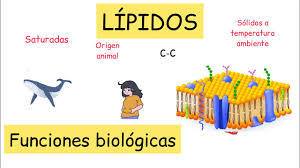 LÍPIDOS
Saturadas
Origen
animal
C-C
Sólidos a
temperatura
ambiente
Funciones biológicas